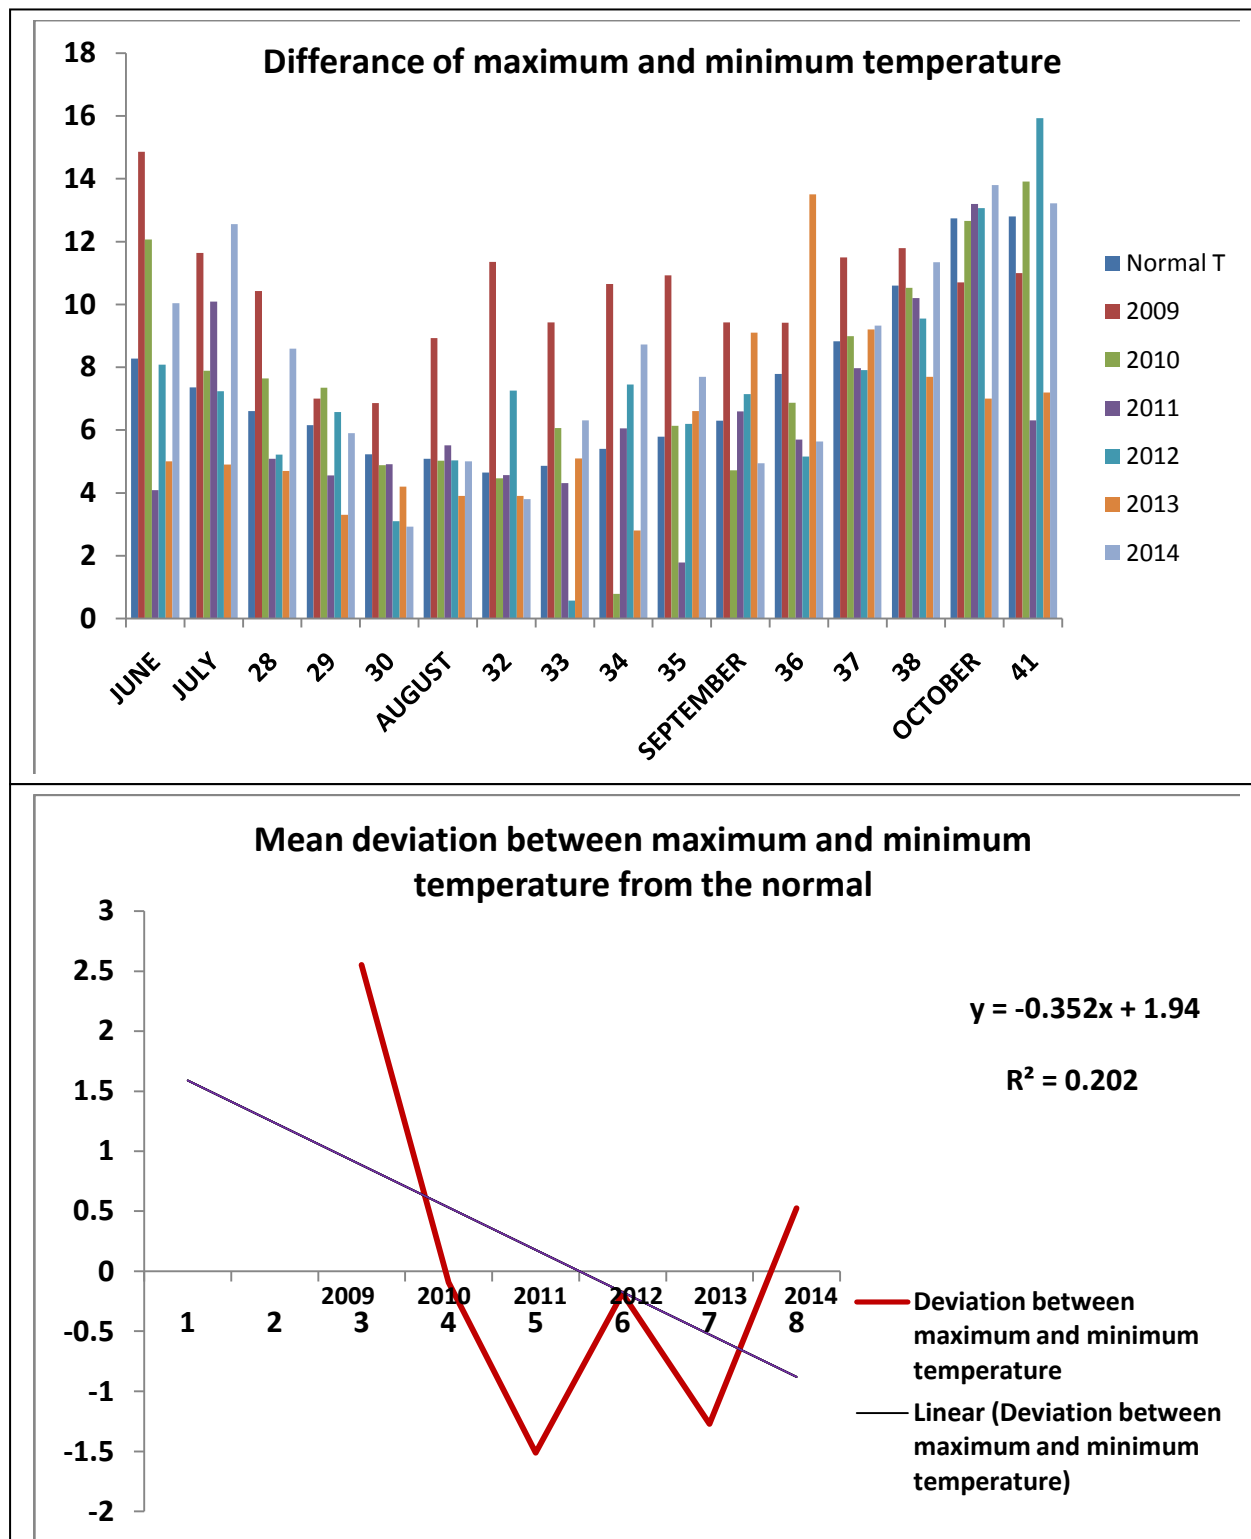 Differance of maximum and minimum temperature
18
16
14
12
10
8
6
4
2
0
JUNE
JULY
28
29
30
AUGUST
32
33
34
35
SEPTEMBER
36
37
38
OCTOBER
41
Normal T
2009
2010
2011
2012
2013
2014
Mean deviation between maximum and minimum
temperature from the normal
3
2.5
2
1.5
1
0.5
0
-0.5
-1
-1.5
-2
y = -0.352x + 1.94
R² = 0.202
2009 2010 2011 2012 2013 2014
1 2 3 4 5 6 7 8
Deviation between
maximum and minimum
temperature
Linear (Deviation between
maximum and minimum
temperature)